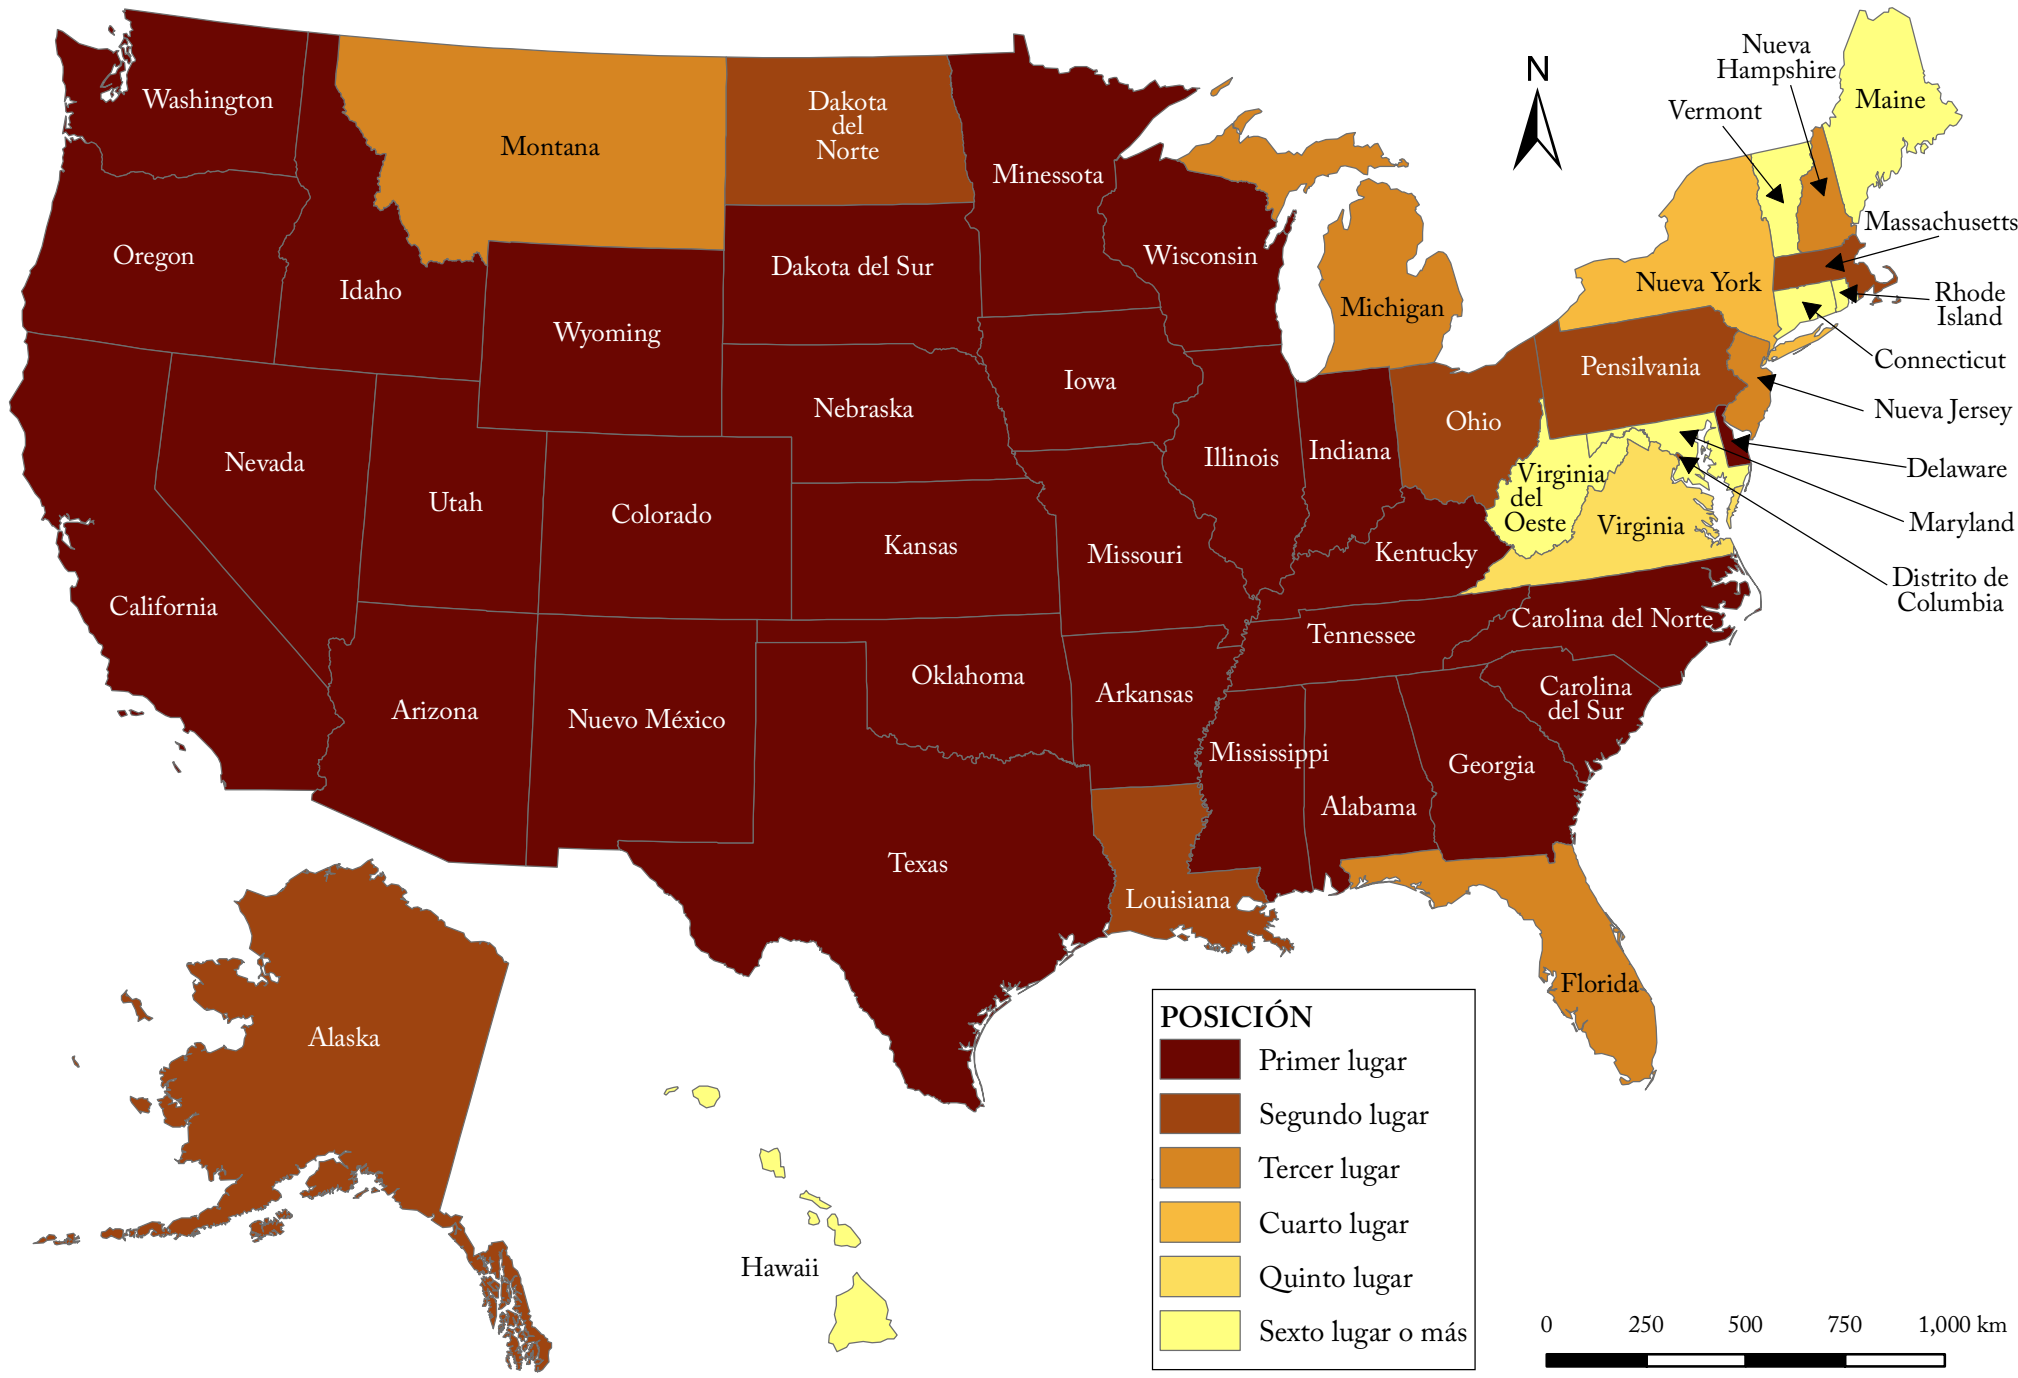 Nueva
Hampshire
Vermont
Maine
N
Washington
Montana
Dakota
del
Norte
Minessota
Massachusetts
Oregon
Idaho
Dakota del Sur
Wisconsin
Michigan
Nueva York
Rhode
Island
Wyoming
Connecticut
Pensilvania
Iowa
Nebraska
Nueva Jersey
Ohio
Indiana
Illinois
Nevada
Delaware
Virginia
del
Oeste
Utah
Colorado
Virginia
Maryland
Kansas
Missouri
Kentucky
Distrito de
Columbia
California
Carolina del Norte
Tennessee
Oklahoma
Arkansas
Carolina
del Sur
Arizona
Nuevo México
Mississippi
Georgia
Alabama
Texas
Louisiana
Florida
Alaska
Hawaii
POSICIÓN
Primer lugar
Segundo lugar
Tercer lugar
Cuarto lugar
Quinto lugar
Sexto lugar o más
0 250 500 750 1,000 km